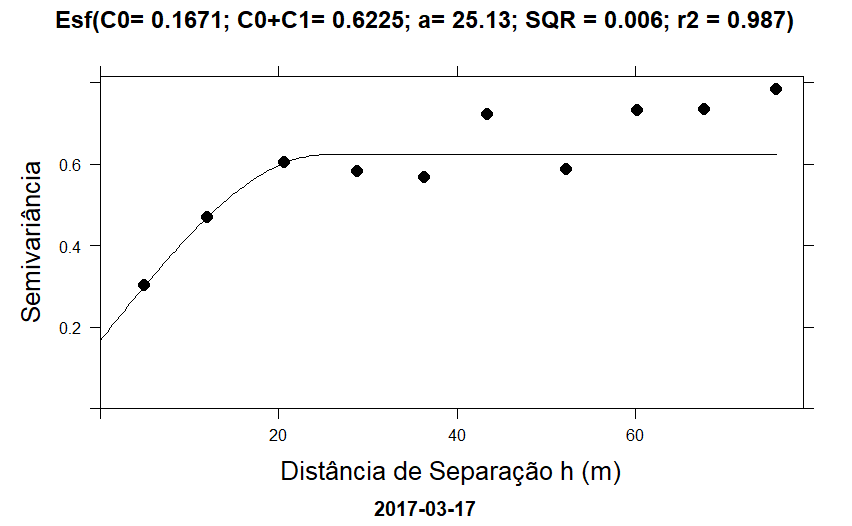 Esf(C0= 0.1671; C0+C1= 0.6225; a= 25.13; SQR = 0.006; r2 = 0.987)
Semivariância
0.6
0.4
0.2
20 40 60
Distância de Separação h (m)
2017-03-17